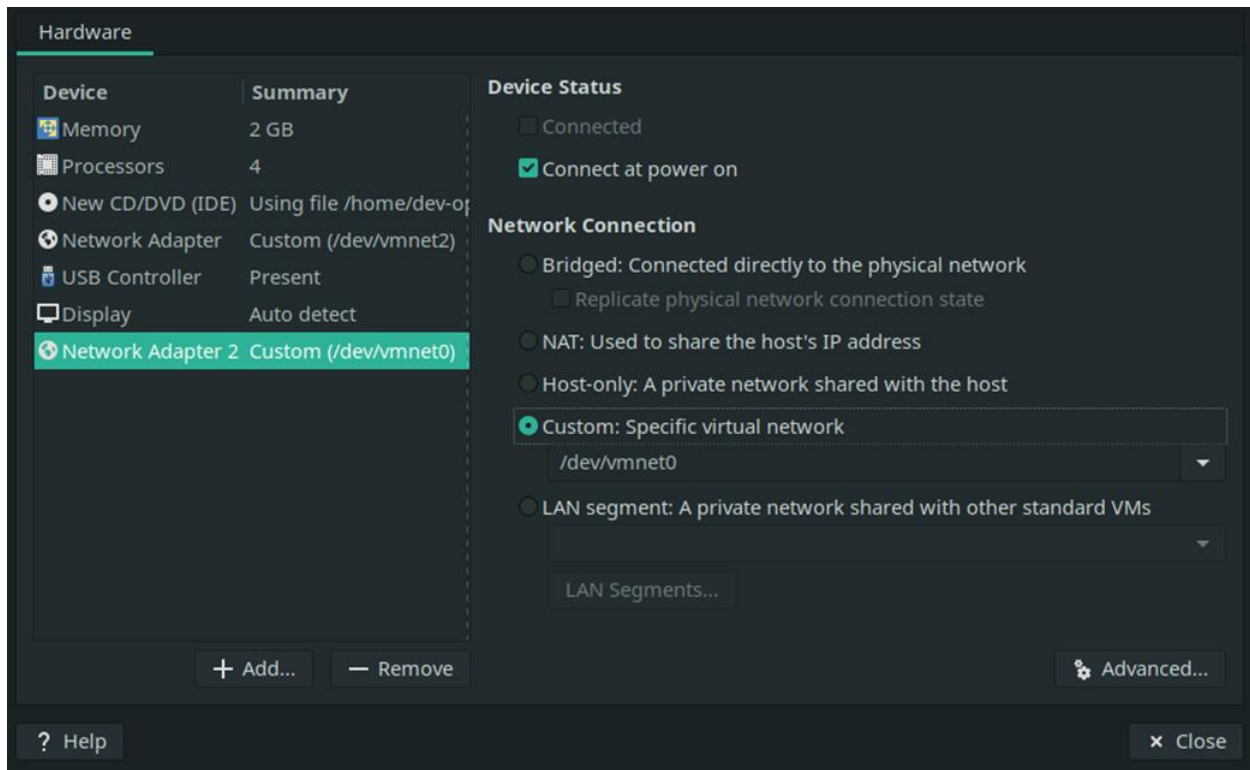 Hardware
Device Summary
Memory 2 GB
Processors 4
New CD/DVD (IDE) Using file /home/dev-op
Network Adapter Custom (/dev/vmnet2)
USB Controller Present
Display Auto detect
Network Adapter 2 Custom (/dev/vmnet0)
+ Add... — Remove
Device Status
Connected
Connect at power on
Network Connection
Bridged: Connected directly to the physical network
Replicate physical network connection state
NAT: Used to share the host's IP address
Host-only: A private network shared with the host
Custom: Specific virtual network
/dev/vmnet0
LAN segment: A private network shared with other standard VMs
LAN Segments...
Advanced...
? Help × Close